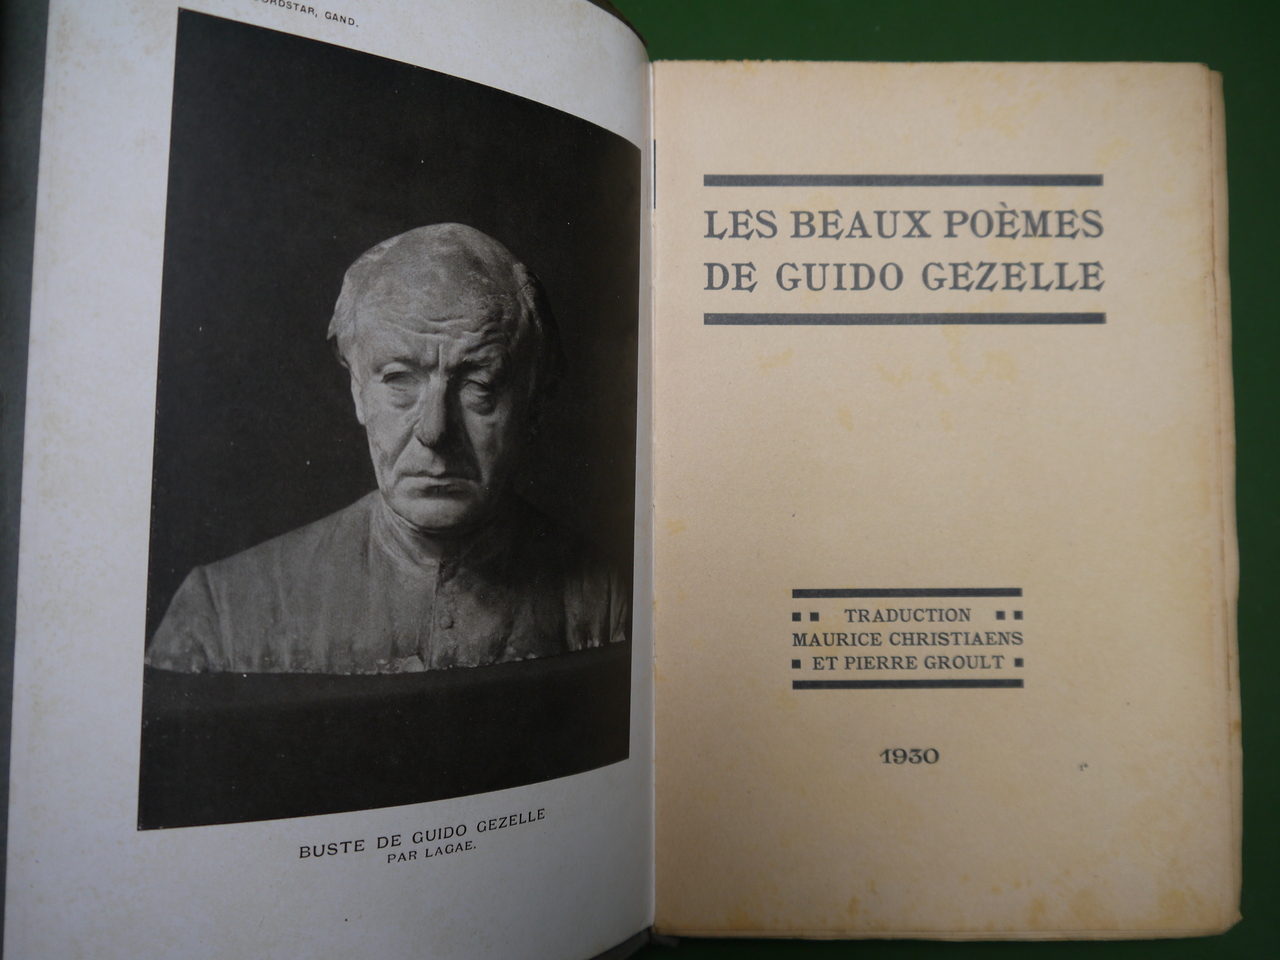 GAND.
BUSTE DE GUIDO GEZELLE
PAR LAGAE.
LES BEAUX POÈMES
DE GUIDO GEZELLE
TRADUCTION
MAURICE CHRISTIAENS
ET PIERRE GROULT
1930